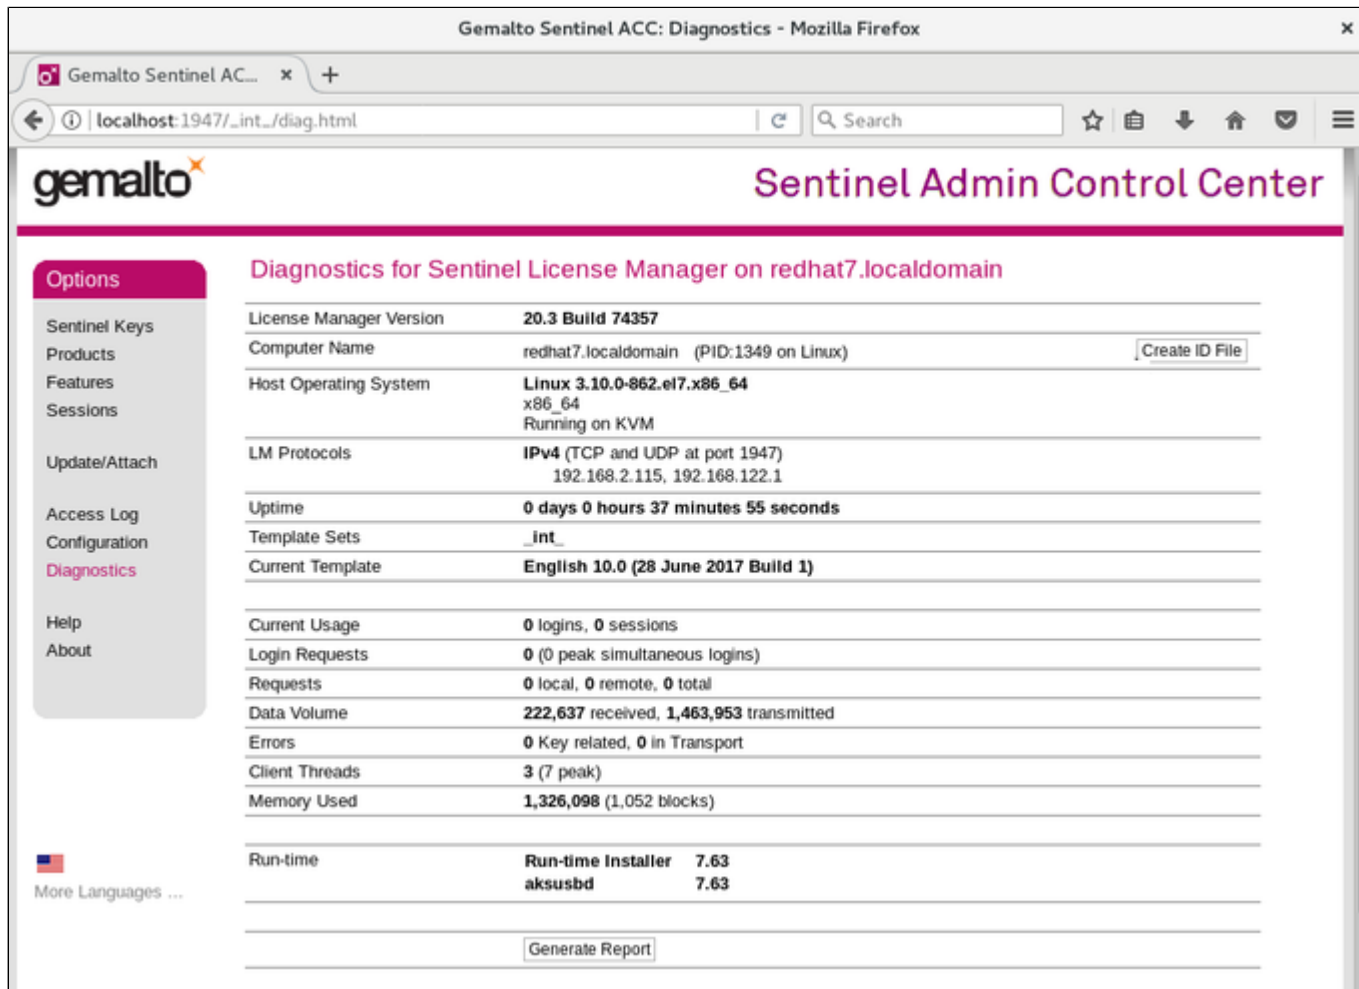 Gemalto Sentinel ACC: Diagnostics - Mozilla Firefox
Gemalto Sentinel AC...
localhost:1947/_int_/diag.html
Search
gemalto
Sentinel Admin Control Center
Options
Sentinel Keys
Products
Features
Sessions
Update/Attach
Access Log
Configuration
Diagnostics
Help
About
More Languages ...
Diagnostics for Sentinel License Manager on redhat7.localdomain
License Manager Version 20.3 Build 74357
Computer Name redhat7.localdomain (PID:1349 on Linux) Create ID File
Host Operating System Linux 3.10.0-862.el7.x86_64
x86_64
Running on KVM
LM Protocols IPv4 (TCP and UDP at port 1947)
192.168.2.115, 192.168.122.1
Uptime 0 days 0 hours 37 minutes 55 seconds
Template Sets _int_
Current Template English 10.0 (28 June 2017 Build 1)
Current Usage 0 logins, 0 sessions
Login Requests 0 (0 peak simultaneous logins)
Requests 0 local, 0 remote, 0 total
Data Volume 222,637 received, 1,463,953 transmitted
Errors 0 Key related, 0 in Transport
Client Threads 3 (7 peak)
Memory Used 1,326,098 (1,052 blocks)
Run-time Run-time Installer 7.63
aksusbd 7.63
Generate Report